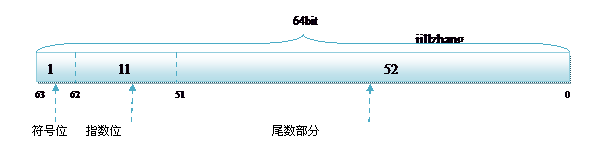 64bit
jillzhang
1 11 52
63 62 51 0
符号位 指数位 尾数部分